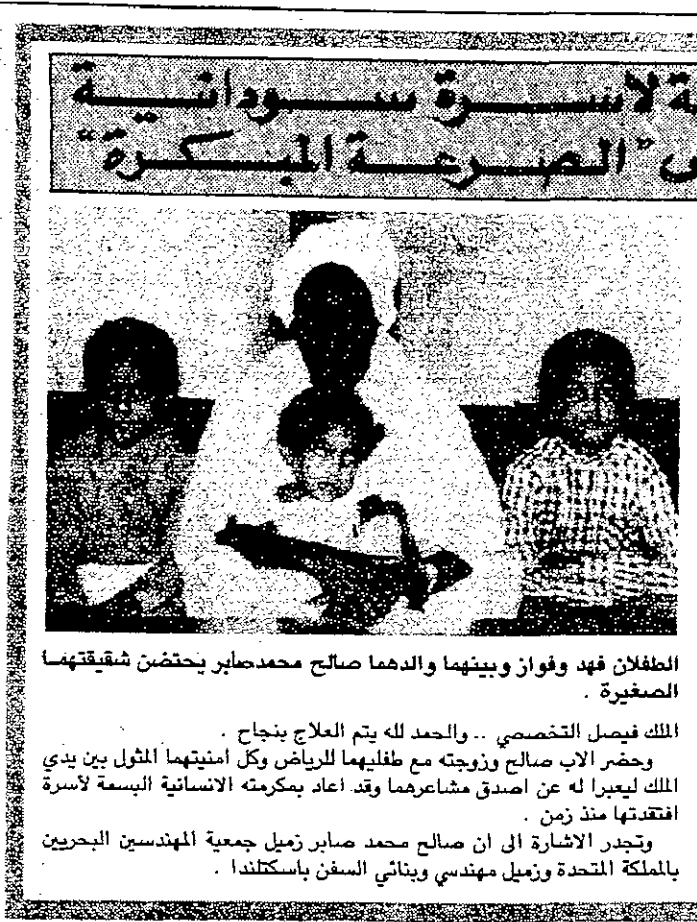 ة لأسرة سودانية
ى "الصرعة المبكرة"
الطفلان فهد وفواز وبينهما والدهما صالح محمدصابر يحتضن شقيقتهما
الصغيرة .
الملك فيصل التخصصي .. والحمد لله يتم العلاج بنجاح .
وحضر الاب صالح وزوجته مع طفليهما للرياض وكل امنيتهما المثول بين يدي
الملك ليعبرا له عن اصدق مشاعرهما وقد اعاد بمكرمته الانسانية البسمة لأسرة
افتقدتها منذ زمن .
وتجدر الاشارة الى ان صالح محمد صابر زميل جمعية المهندسين البحريين
بالمملكة المتحدة وزميل مهندسي وبنائي السفن باسكتلندا .